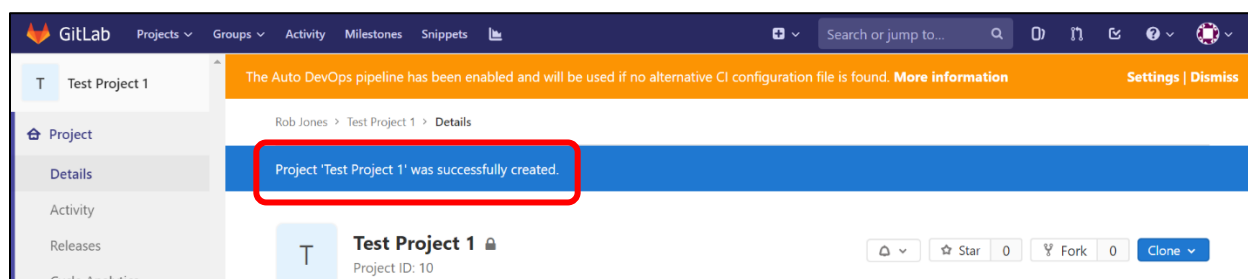 GitLab Projects Groups Activity Milestones Snippets Search or jump to...
T Test Project 1
The Auto DevOps pipeline has been enabled and will be used if no alternative CI configuration file is found. More information Settings | Dismiss
Rob Jones > Test Project 1 > Details
Project
Project 'Test Project 1' was successfully created.
Details
Activity
Releases
T
Test Project 1
Project ID: 10
Star 0 Fork 0 Clone